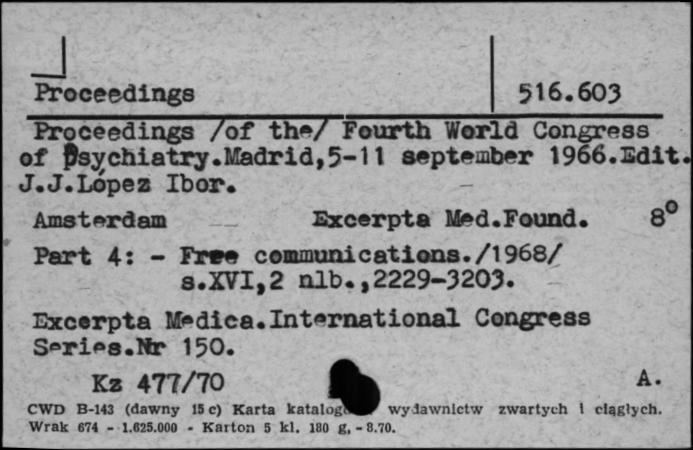 Proceedings 516.603
Proceedings /of the/ Fourth World Congress
of Psychiatry.Madrid,5-11 september 1966.Edit.
J.J.López Ibor.
Amsterdam Excerpta Med.Found. 8°
Part 4: - Free communications./1968/
s.XVI,2 nlb.,2229-3203.
Excerpta Medica.International Congress
Series.Nr 150.
Kz 477/70 A.
CWD B-143 (dawny 15 c) Karta wydawnictw zwartych i ciągłych.
Wrak 674 - 1.625.000 - Karton 5 kl. 180 g, - 8.70.